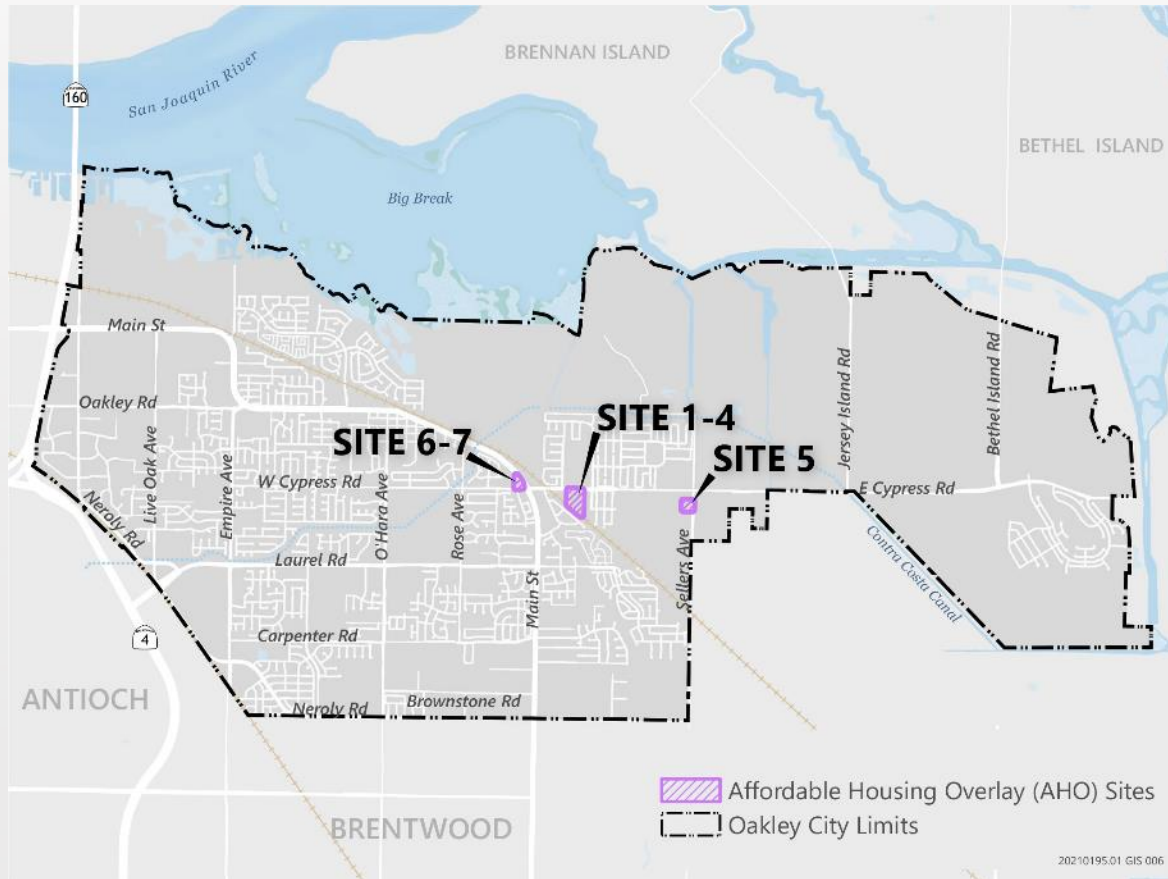 BRENNAN ISLAND
160
San Joaquin River
BETHEL ISLAND
Big Break
Main St
Oakley Rd
Live Oak Ave
Empire Ave
SITE 6-7
SITE 1-4
SITE 5
Jersey Island Rd
Bethel Island Rd
W Cypress Rd
E Cypress Rd
O'Hara Ave
Rose Ave
Neroly Rd
Laurel Rd
Main St
Sellers Ave
Contra Costa Canal
4
Carpenter Rd
ANTIOCH
Neroly Rd
Brownstone Rd
BRENTWOOD
Affordable Housing Overlay (AHO) Sites
Oakley City Limits
20210195.01 GIS 006